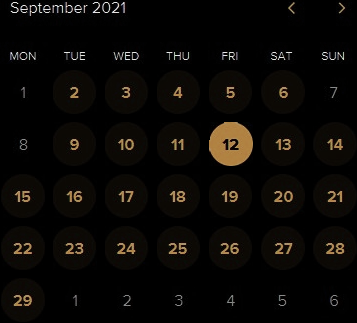 September 2021
MON TUE WED THU FRI SAT SUN
1 2 3 4 5 6 7
8 9 10 11 12 13 14
15 16 17 18 19 20 21
22 23 24 25 26 27 28
29 1 2 3 4 5 6